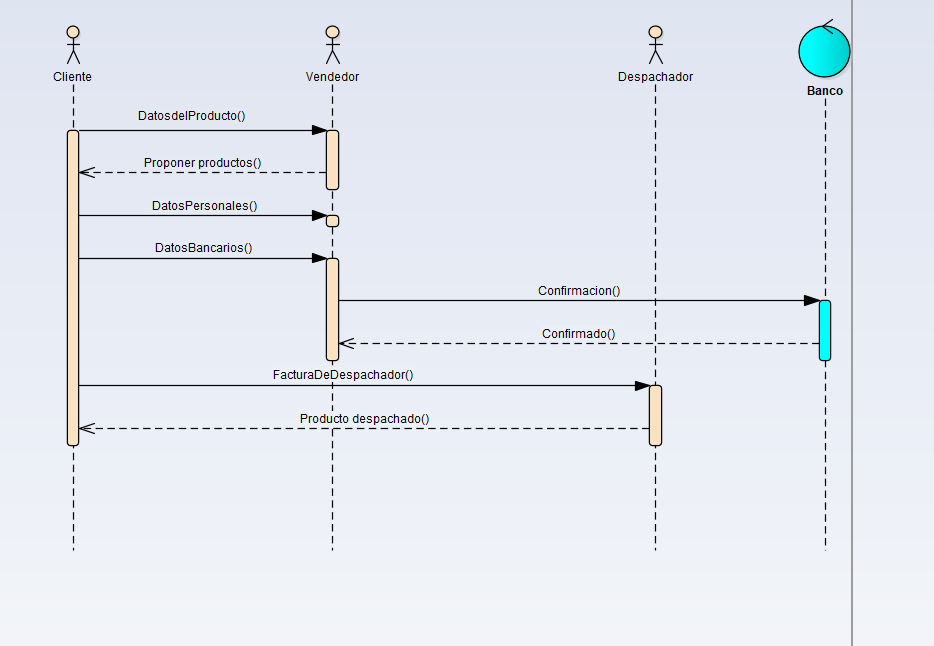 Cliente
Vendedor
Despachador
Banco
DatosdelProducto()
Proponer productos()
DatosPersonales()
DatosBancarios()
Confirmacion()
Confirmado()
FacturaDeDespachador()
Producto despachado()